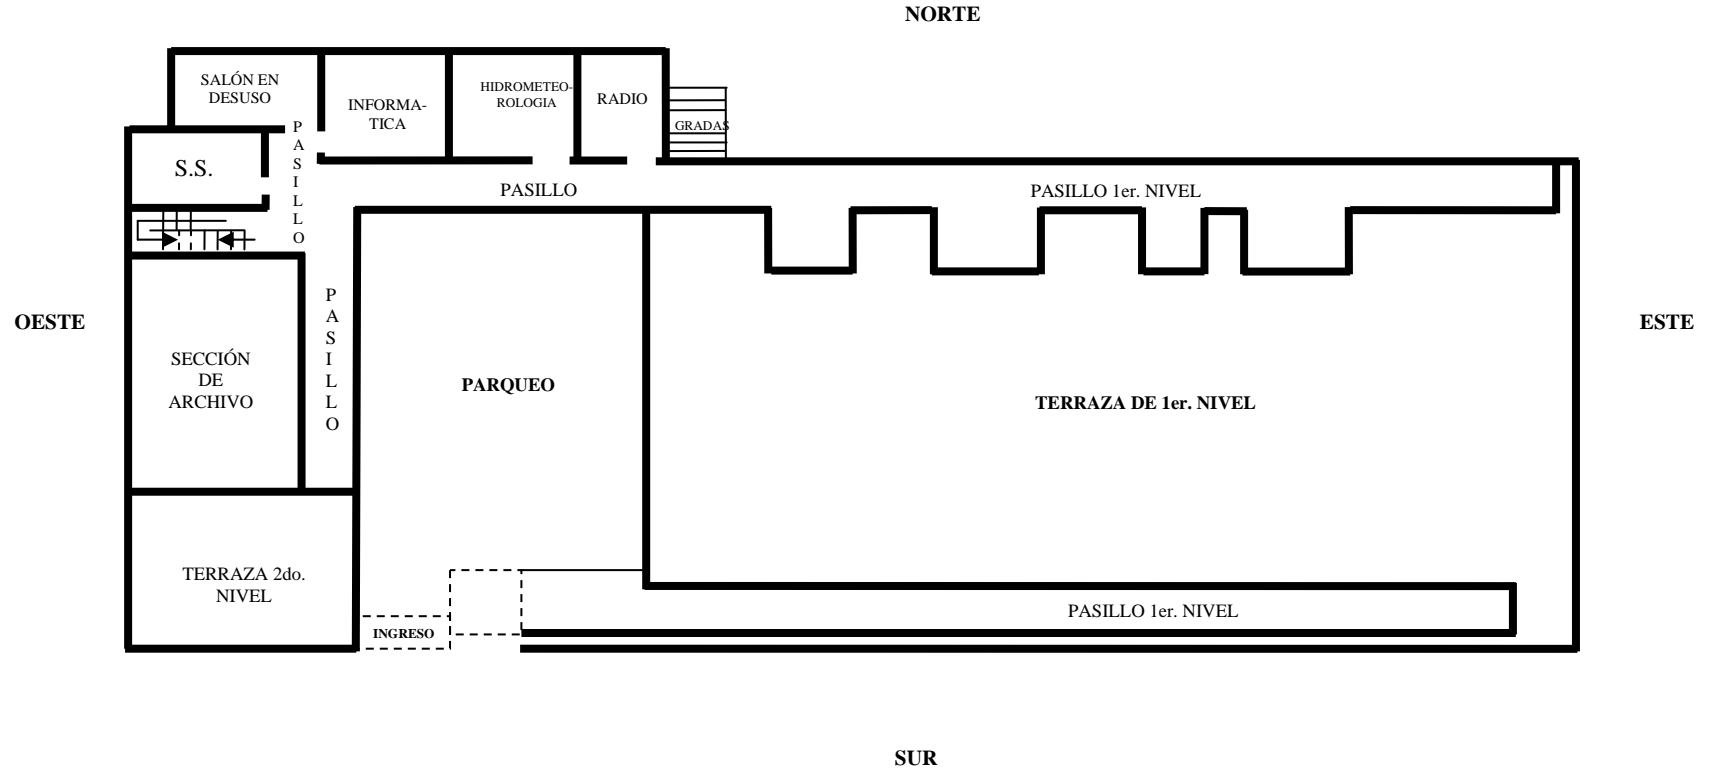 NORTE
SALÓN EN
DESUSO
INFORMA-
TICA
HIDROMETEO-
ROLOGIA
RADIO
GRADAS
S.S.
P
A
S
I
L
L
O
PASILLO
PASILLO 1er. NIVEL
OESTE
P
A
S
I
L
L
O
SECCIÓN
DE
ARCHIVO
PARQUEO
TERRAZA DE 1er. NIVEL
ESTE
TERRAZA 2do.
NIVEL
INGRESO
PASILLO 1er. NIVEL
SUR